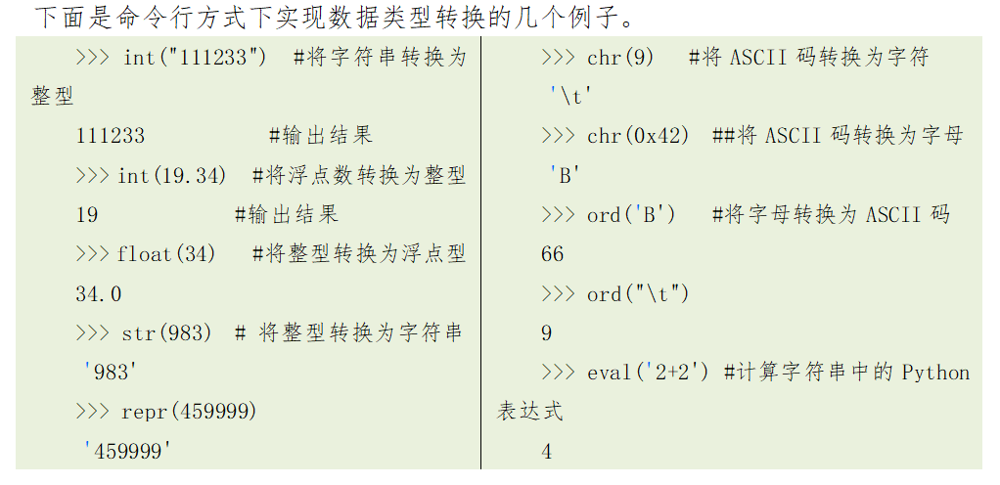 下面是命令行方式下实现数据类型转换的几个例子。
>>> int("111233")  #将字符串转换为
整型
111233  #输出结果
>>> int(19.34)  #将浮点数转换为整型
19  #输出结果
>>> float(34)  #将整型转换为浮点型
34.0
>>> str(983)  # 将整型转换为字符串
'983'
>>> repr(459999)
'459999'
>>> chr(9)  #将 ASCII 码转换为字符
'\t'
>>> chr(0x42)  ##将 ASCII 码转换为字母
'B'
>>> ord('B')  #将字母转换为 ASCII 码
66
>>> ord("\t")
9
>>> eval('2+2') #计算字符串中的 Python
表达式
4